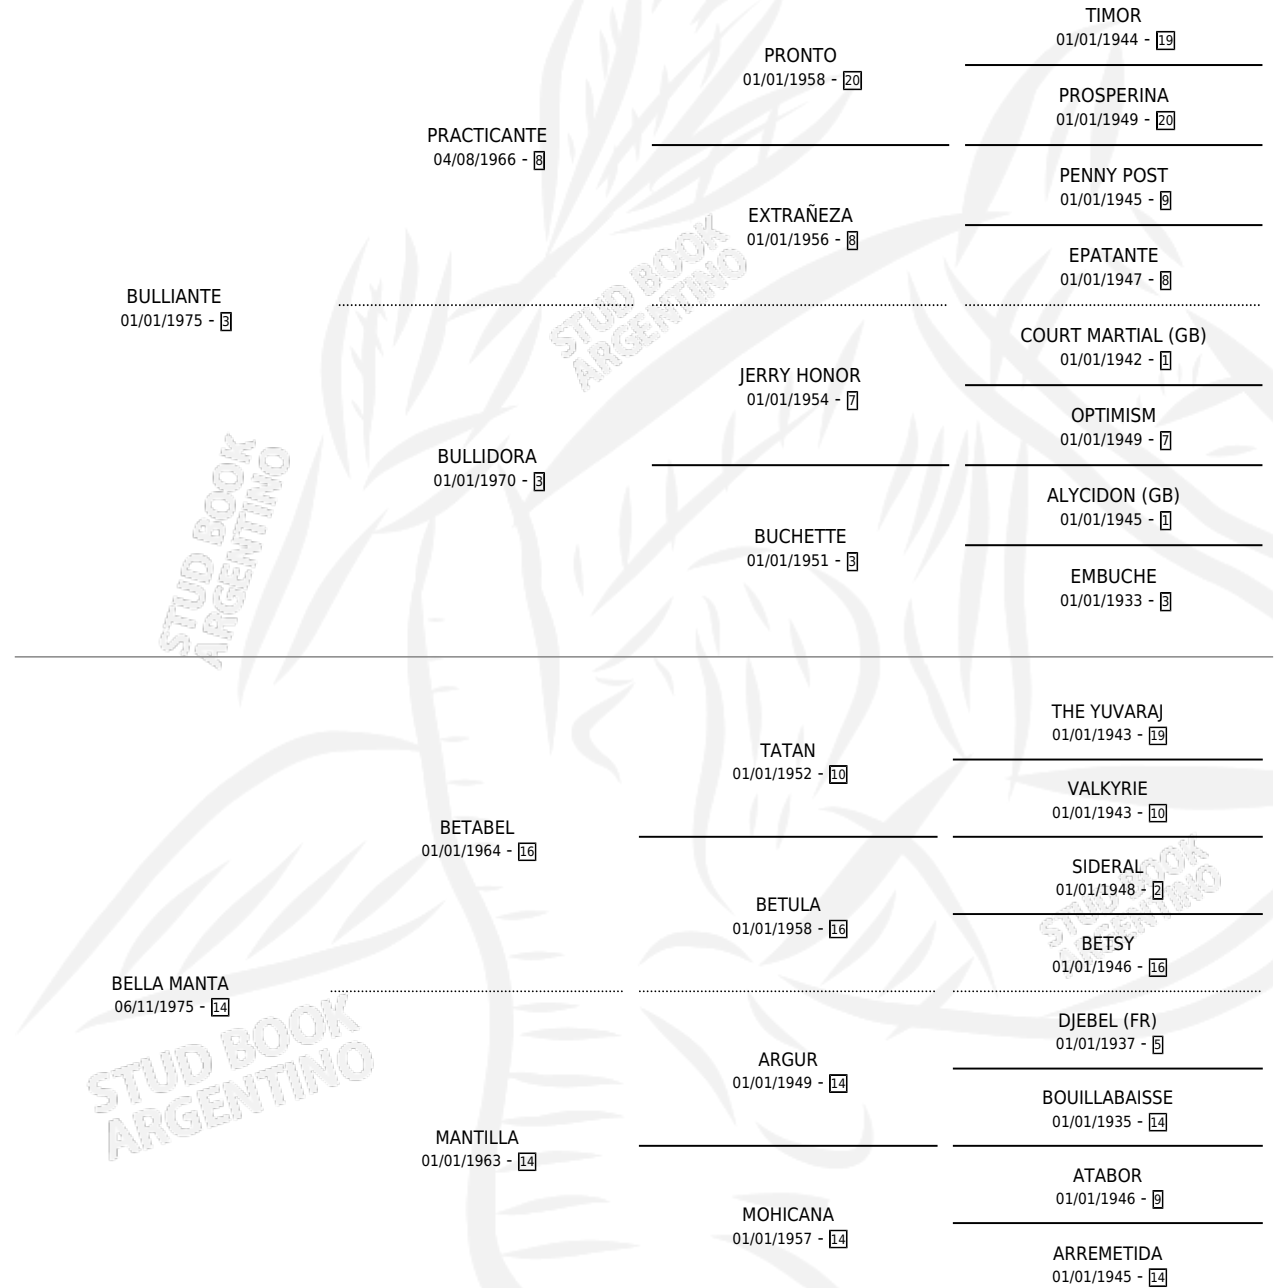 TIMOR
01/01/1944 - 19
PRONTO
01/01/1958 - 20
PROSPERINA
01/01/1949 - 20
PRACTICANTE
04/08/1966 - 8
PENNY POST
01/01/1945 - 9
EXTRAÑEZA
01/01/1956 - 8
EPATANTE
01/01/1947 - 8
BULLIANTE
01/01/1975 - 3
STUD BOOK
ARGENTINO
COURT MARTIAL (GB)
01/01/1942 - 1
JERRY HONOR
01/01/1954 - 7
OPTIMISM
01/01/1949 - 7
BULLIDORA
01/01/1970 - 3
ALYCIDON (GB)
01/01/1945 - 1
BUCHETTE
01/01/1951 - 3
EMBUCHE
01/01/1933 - 3
STUD BOOK
ARGENTINO
THE YUVARAJ
01/01/1943 - 19
TATAN
01/01/1952 - 10
VALKYRIE
01/01/1943 - 10
BETABEL
01/01/1964 - 16
SIDERAL
01/01/1948 - 2
BETULA
01/01/1958 - 16
BETSY
01/01/1946 - 16
STUD BOOK
ARGENTINO
BELLA MANTA
06/11/1975 - 14
DJEBEL (FR)
01/01/1937 - 5
ARGUR
01/01/1949 - 14
BOUILLABAISSE
01/01/1935 - 14
STUD BOOK
ARGENTINO
MANTILLA
01/01/1963 - 14
ATABOR
01/01/1946 - 9
MOHICANA
01/01/1957 - 14
ARREMETIDA
01/01/1945 - 14